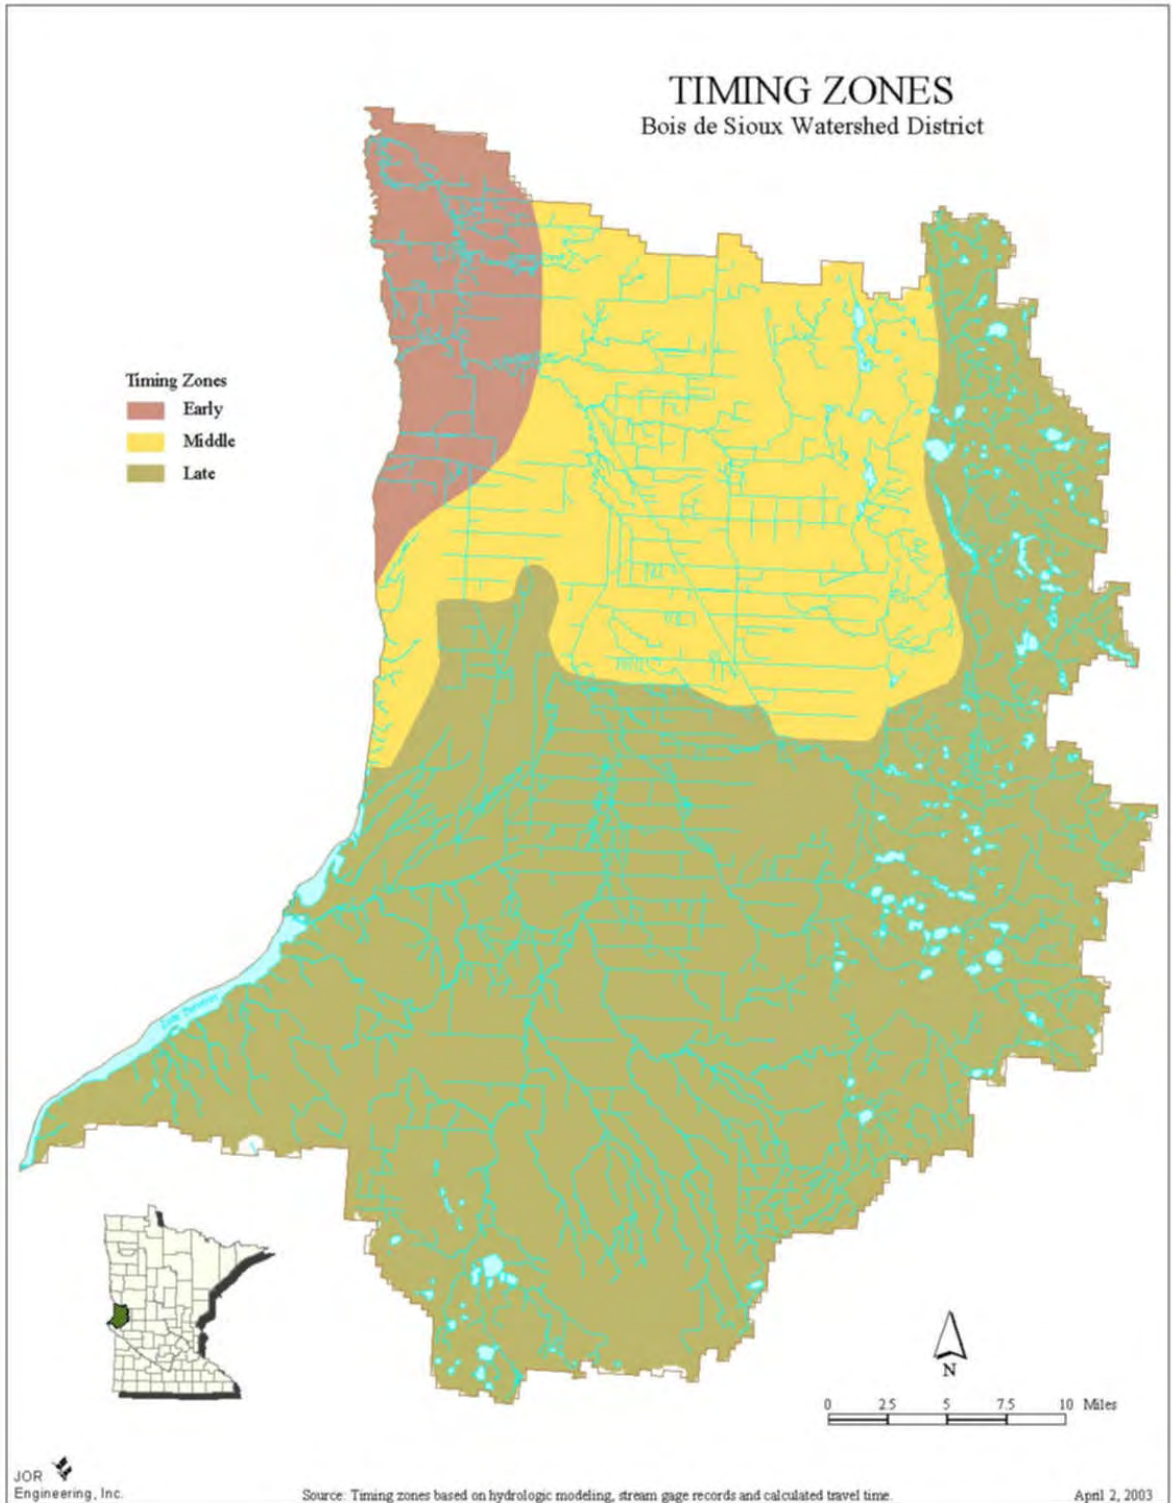 TIMING ZONES
Bois de Sioux Watershed District
Timing Zones
Early
Middle
Late
N
0 2.5 5 7.5 10 Miles
JOR
Engineering, Inc.
Source: Timing zones based on hydrologic modeling, stream gage records and calculated travel time.
April 2, 2003